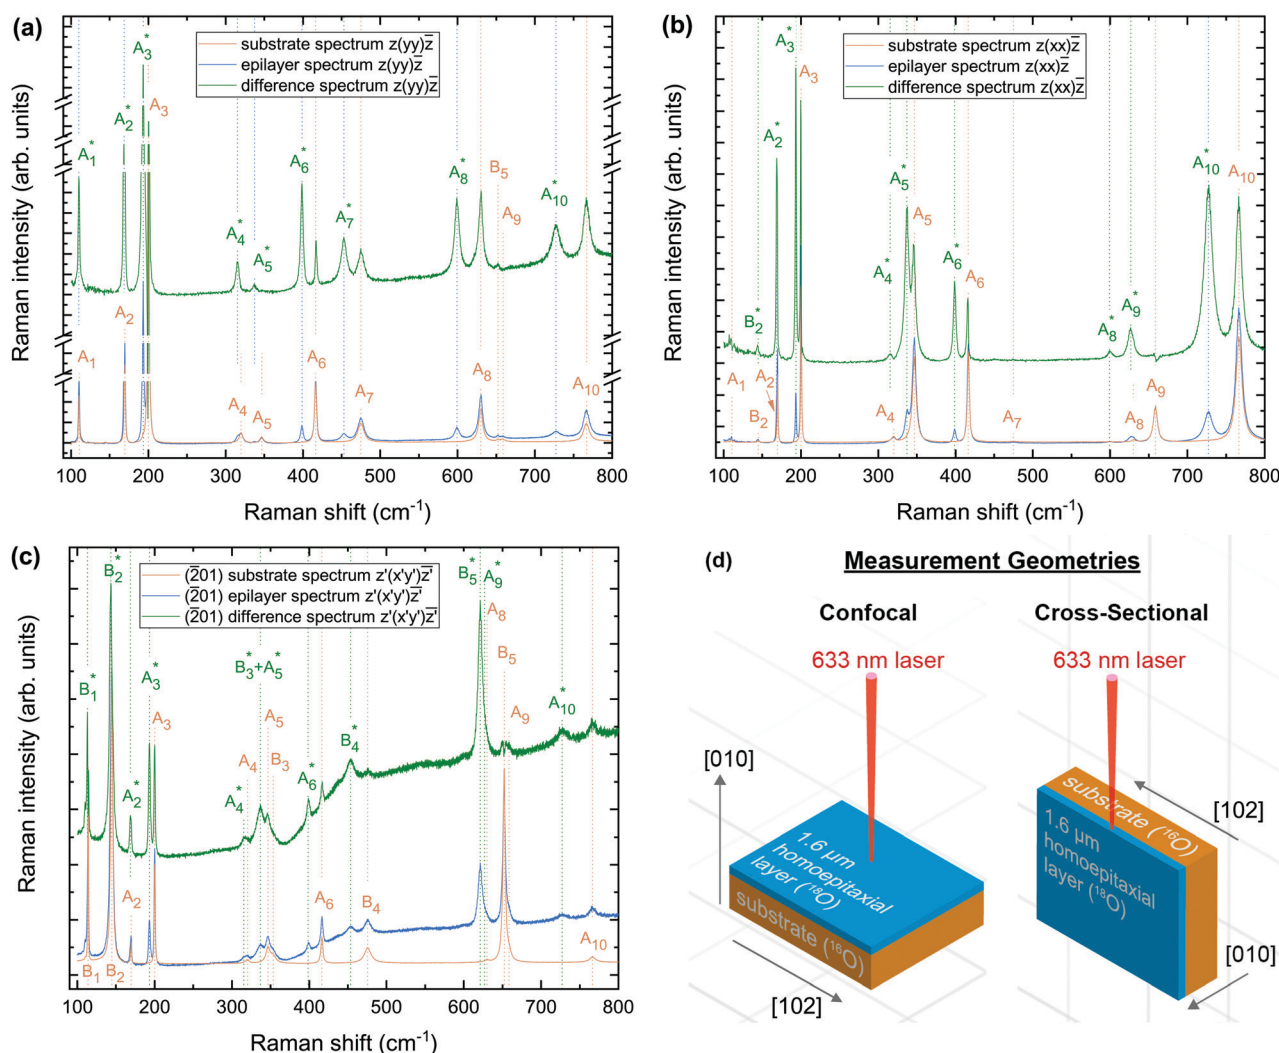 (a)
substrate spectrum z(yy)z̅
epilayer spectrum z(yy)z̅
difference spectrum z(yy)z̅
A₁*
A₂*
A₃*
A₃
A₄*
A₅*
A₆*
A₇*
A₈*
B₅
A₉
A₁₀*
A₁
A₂
A₄
A₅
A₆
A₇
A₈
A₁₀
Raman intensity (arb. units)
100 200 300 400 500 600 700 800
Raman shift (cm⁻¹)
(b)
substrate spectrum z(xx)z̅
epilayer spectrum z(xx)z̅
difference spectrum z(xx)z̅
A₃*
A₃
A₂*
B₂*
A₅*
A₅
A₄*
A₆*
A₆
A₈*
A₉*
A₁₀*
A₁₀
A₁
A₂
B₂
A₄
A₇
A₈
A₉
Raman intensity (arb. units)
100 200 300 400 500 600 700 800
Raman shift (cm⁻¹)
(c)
(2̅01) substrate spectrum z'(x'y')z̅'
(2̅01) epilayer spectrum z'(x'y')z̅'
(2̅01) difference spectrum z'(x'y')z̅'
B₂*
B₁*
A₃*
A₃
A₂*
B₃*+A₅*
A₅
A₄
B₃
A₄*
A₆*
B₄*
B₅*
A₉*
A₈
B₅
A₉
A₁₀*
A₂
B₁
B₂
A₆
B₄
A₁₀
Raman intensity (arb. units)
100 200 300 400 500 600 700 800
Raman shift (cm⁻¹)
(d)
Measurement Geometries
Confocal
633 nm laser
[010]
1.6 µm
homoepitaxial
layer (¹⁸O)
substrate (¹⁶O)
[102]
Cross-Sectional
633 nm laser
substrate (¹⁶O)
[102]
1.6 µm
homoepitaxial
layer (¹⁸O)
[010]